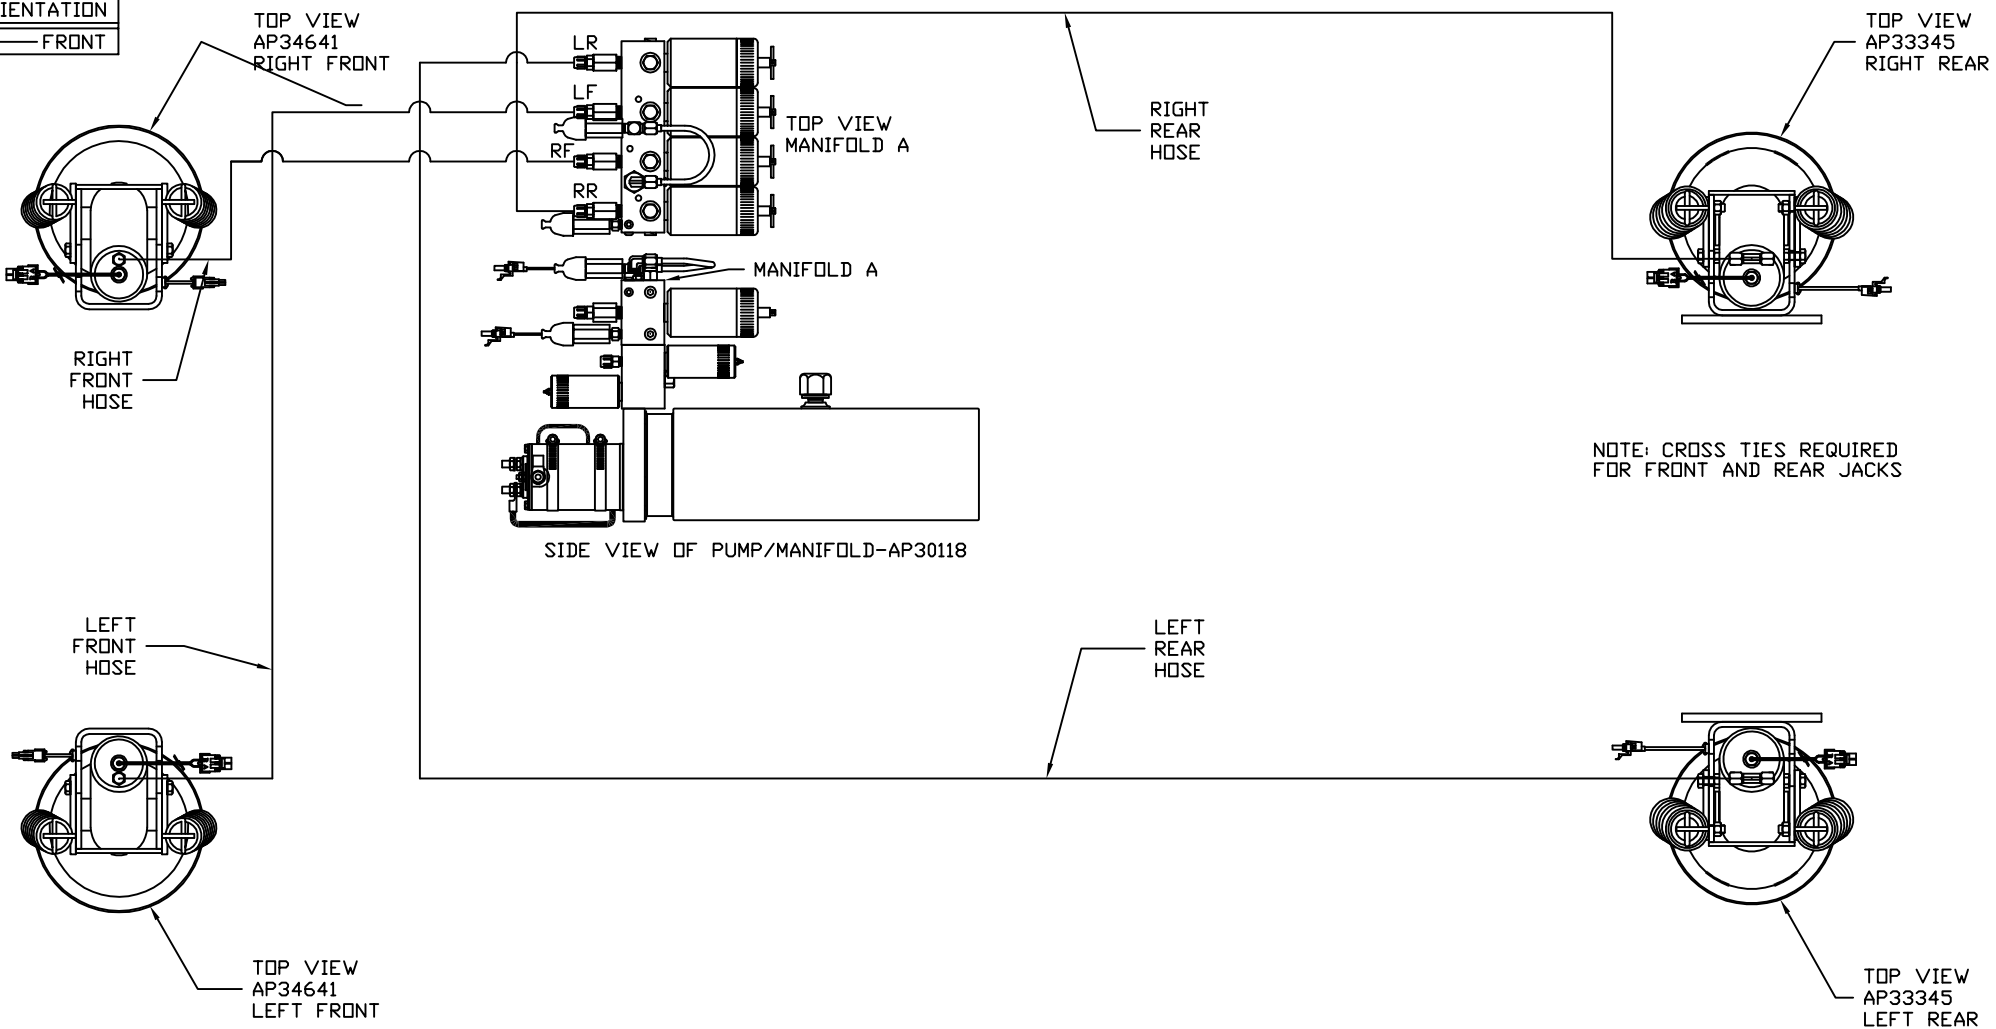 FRONT
TOP VIEW
AP34641
RIGHT FRONT
LR
LF
RF
RR
TOP VIEW
MANIFOLD A
RIGHT
REAR
HOSE
TOP VIEW
AP33345
RIGHT REAR
MANIFOLD A
RIGHT
FRONT
HOSE
NOTE: CROSS TIES REQUIRED
FOR FRONT AND REAR JACKS
SIDE VIEW OF PUMP/MANIFOLD-AP30118
LEFT
FRONT
HOSE
LEFT
REAR
HOSE
TOP VIEW
AP34641
LEFT FRONT
TOP VIEW
AP33345
LEFT REAR